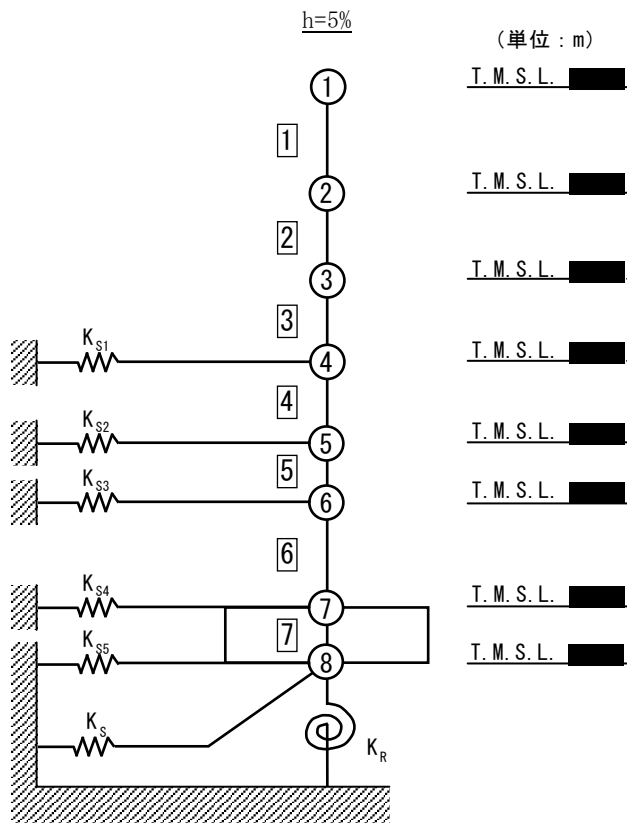 h=5%
(単位：m)
① T.M.S.L.
1
② T.M.S.L.
2
③ T.M.S.L.
3
K_S1 ④ T.M.S.L.
4
K_S2 ⑤ T.M.S.L.
5
K_S3 ⑥ T.M.S.L.
6
K_S4 ⑦ T.M.S.L.
7
K_S5 ⑧ T.M.S.L.
K_S
K_R